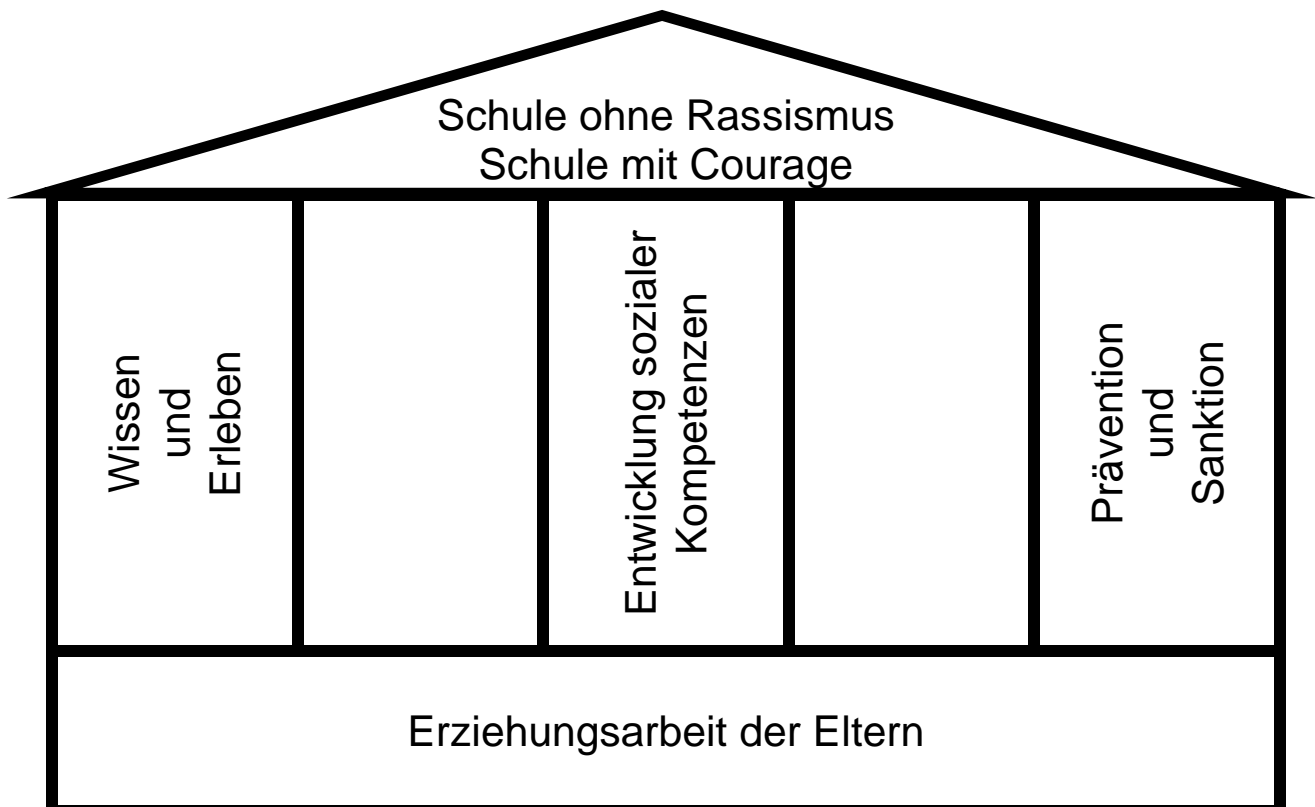 Schule ohne Rassismus
Schule mit Courage
Wissen
und
Erleben
Entwicklung sozialer
Kompetenzen
Prävention
und
Sanktion
Erziehungsarbeit der Eltern